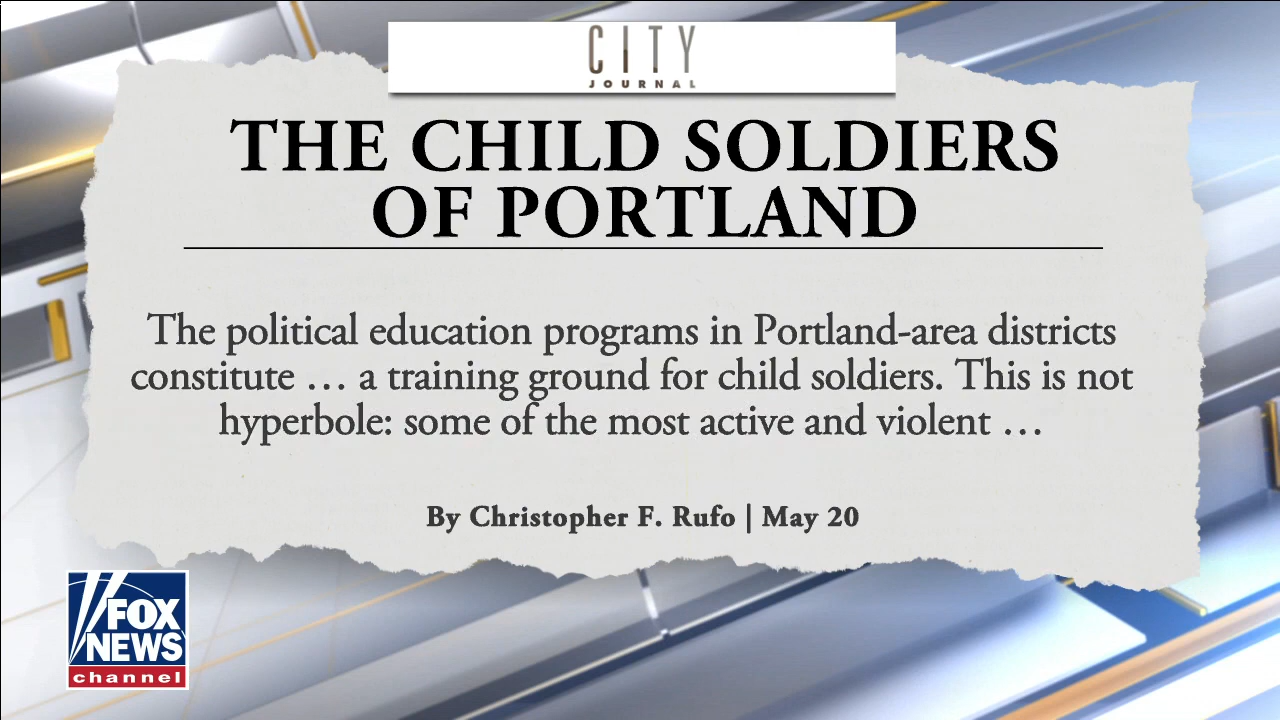 CITY
JOURNAL
THE CHILD SOLDIERS
OF PORTLAND
The political education programs in Portland-area districts
constitute … a training ground for child soldiers. This is not
hyperbole: some of the most active and violent …
By Christopher F. Rufo | May 20
FOX
NEWS
channel